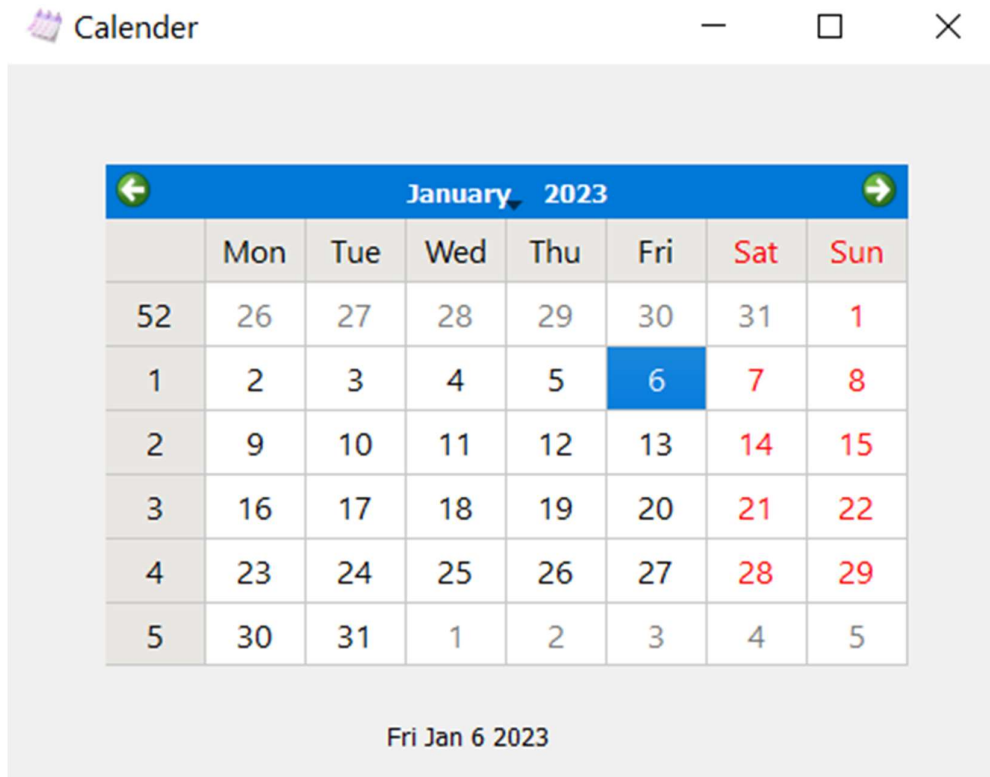 Calender
January 2023
Mon Tue Wed Thu Fri Sat Sun
52 26 27 28 29 30 31 1
1 2 3 4 5 6 7 8
2 9 10 11 12 13 14 15
3 16 17 18 19 20 21 22
4 23 24 25 26 27 28 29
5 30 31 1 2 3 4 5
Fri Jan 6 2023